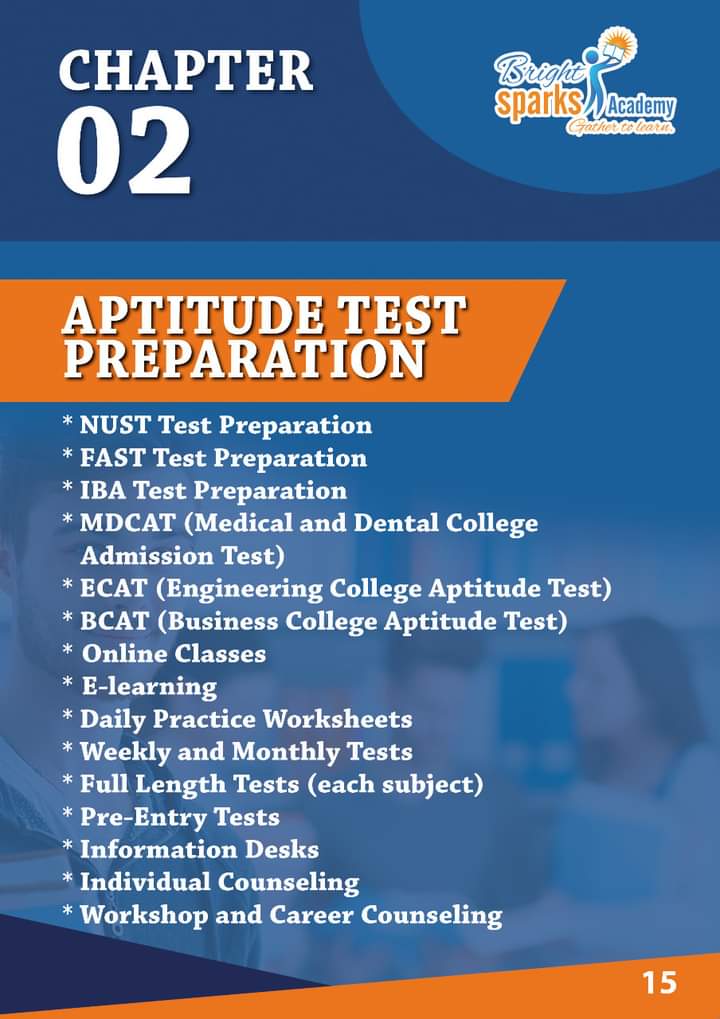 CHAPTER
02
Bright
sparks Academy
Gather to learn.
APTITUDE TEST
PREPARATION
* NUST Test Preparation
* FAST Test Preparation
* IBA Test Preparation
* MDCAT (Medical and Dental College
Admission Test)
* ECAT (Engineering College Aptitude Test)
* BCAT (Business College Aptitude Test)
* Online Classes
* E-learning
* Daily Practice Worksheets
* Weekly and Monthly Tests
* Full Length Tests (each subject)
* Pre-Entry Tests
* Information Desks
* Individual Counseling
* Workshop and Career Counseling
15